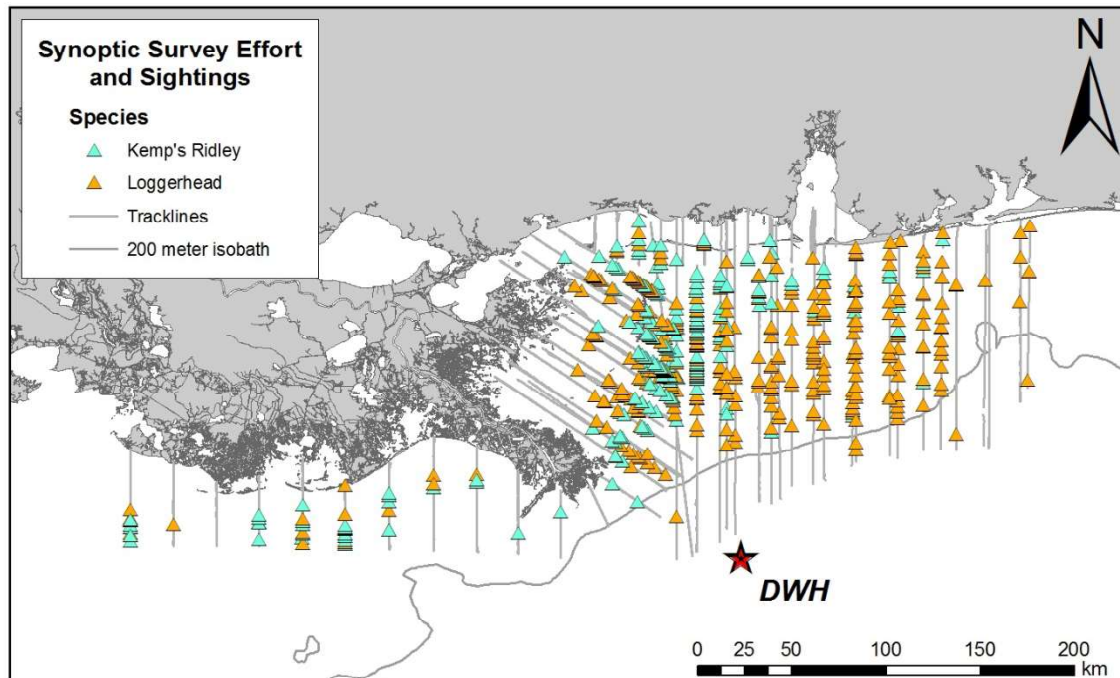 Synoptic Survey Effort
and Sightings
Species
Kemp's Ridley
Loggerhead
Tracklines
200 meter isobath
N
DWH
0 25 50 100 150 200
km